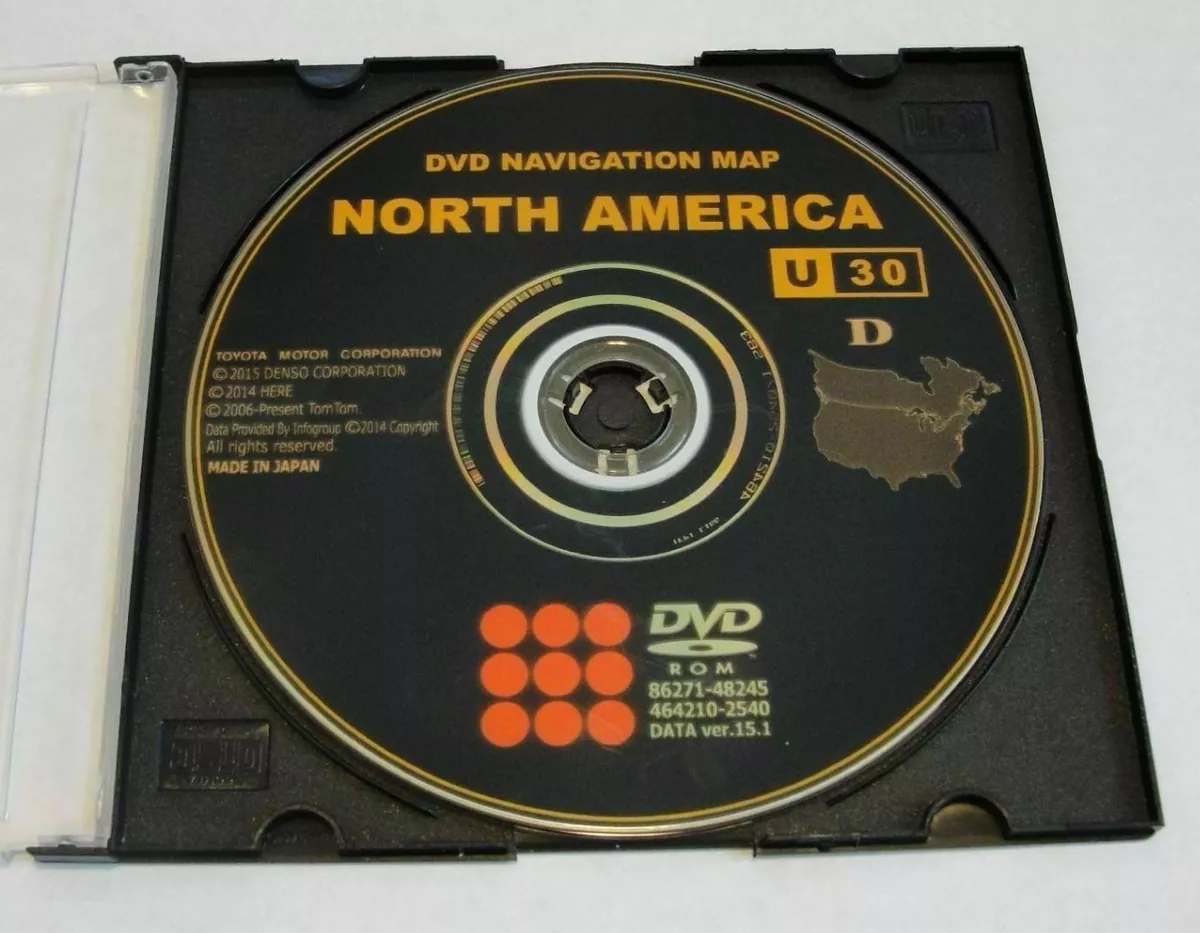 DVD NAVIGATION MAP
NORTH AMERICA
U 30
D
TOYOTA MOTOR CORPORATION
©2015 DENSO CORPORATION
©2014 HERE
©2006-Present TomTom.
Data Provided By Infogroup ©2014 Copyright
All rights reserved.
MADE IN JAPAN
DVD
ROM
86271-48245
464210-2540
DATA ver.15.1